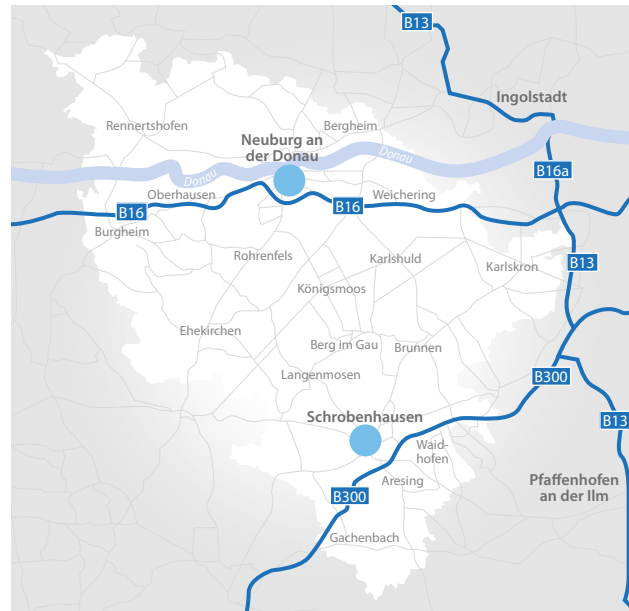 B13
Ingolstadt
Rennertshofen
Bergheim
Neuburg an
der Donau
Donau
Donau
B16a
Oberhausen
Weichering
B16
B16
Burgheim
Rohrenfels
Karlshuld
Karlskron
B13
Königsmoos
Ehekirchen
Berg im Gau
Brunnen
Langenmosen
B300
Schrobenhausen
B13
Waid-
hofen
Aresing
Pfaffenhofen
an der Ilm
B300
Gachenbach